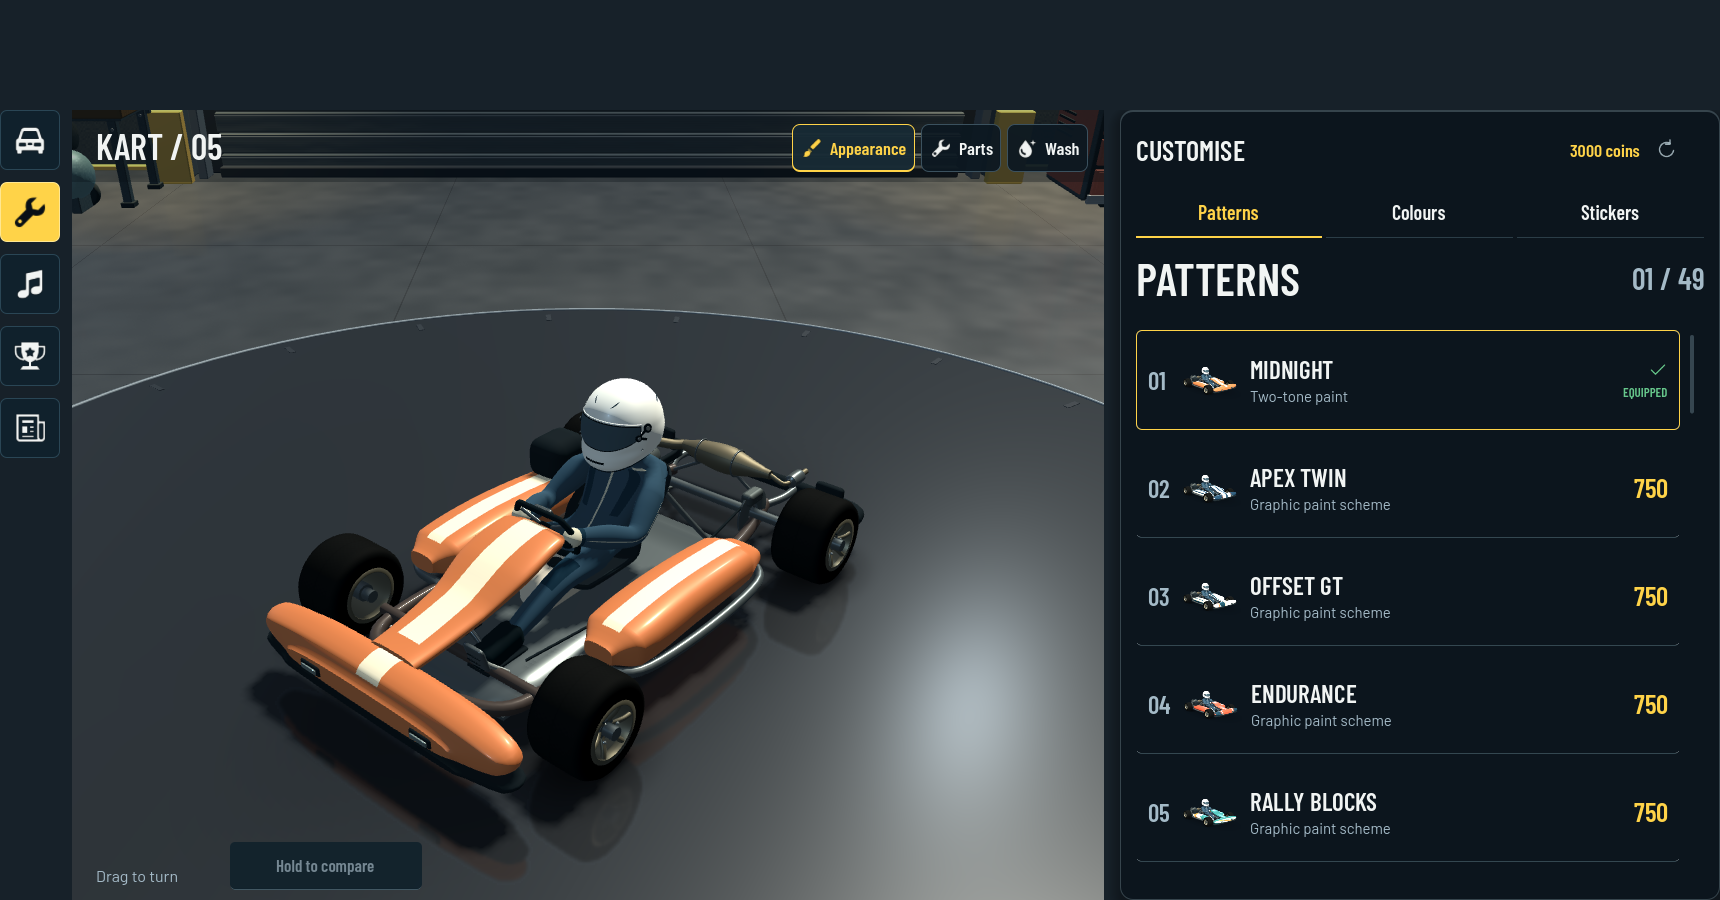 KART / 05
Appearance
Parts
Wash
Drag to turn
Hold to compare
CUSTOMISE
3000 coins
Patterns
Colours
Stickers
PATTERNS
01 / 49
01
MIDNIGHT
Two-tone paint
EQUIPPED
02
APEX TWIN
Graphic paint scheme
750
03
OFFSET GT
Graphic paint scheme
750
04
ENDURANCE
Graphic paint scheme
750
05
RALLY BLOCKS
Graphic paint scheme
750